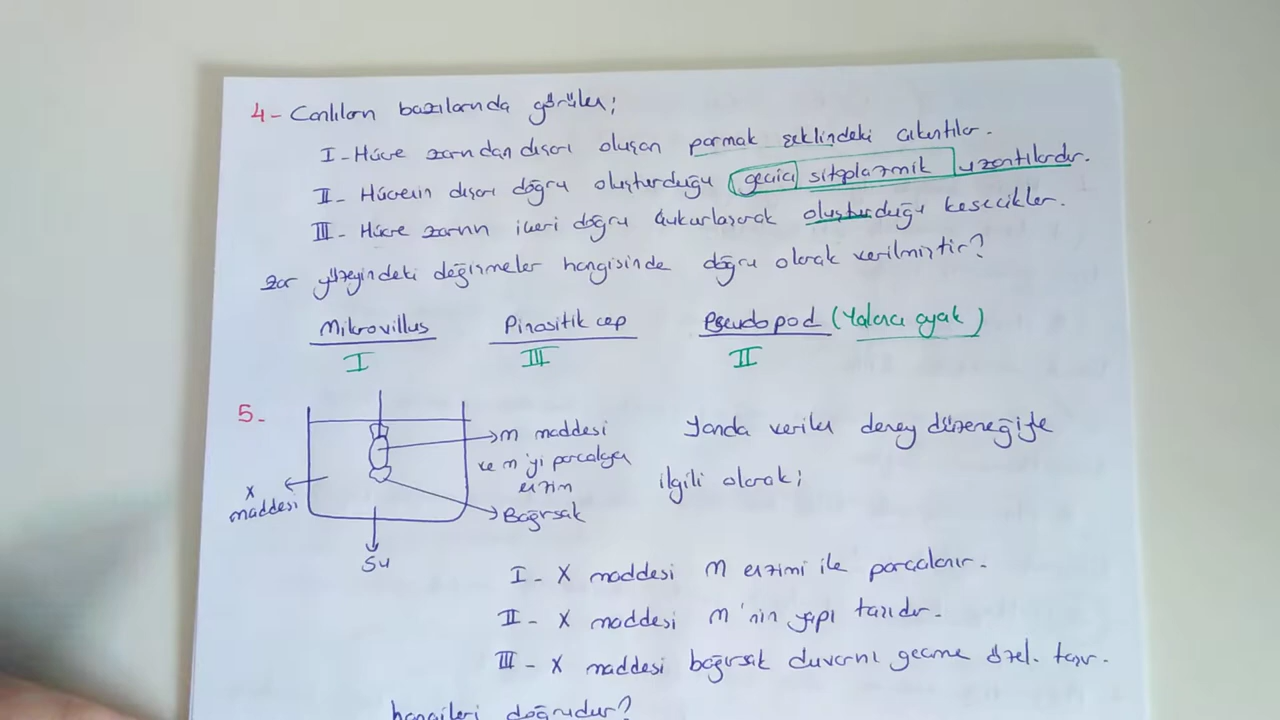 4- Canlıların bazılarında görülen;
I - Hücre zarından dışarı oluşan parmak şeklindeki çıkıntılar.
II - Hücrenin dışarı doğru oluşturduğu geçici sitoplazmik uzantılardır.
III - Hücre zarının içeri doğru çukurlaşarak oluşturduğu kesecikler.
zar yüzeyindeki değişmeler hangisinde doğru olarak verilmiştir?
Mikrovillus Pinositik cep Pseudopod (Yalancı ayak)
I III II
5-
m maddesi
ve m'yi parçalayan
enzim
Bağırsak
X
maddesi
Su
Yanda verilen deney düzeneğiyle
ilgili olarak;
I - X maddesi m enzimi ile parçalanır.
II - X maddesi m'nin yapı taşıdır.
III - X maddesi bağırsak duvarını geçme özel. taşır.
hangileri doğrudur?